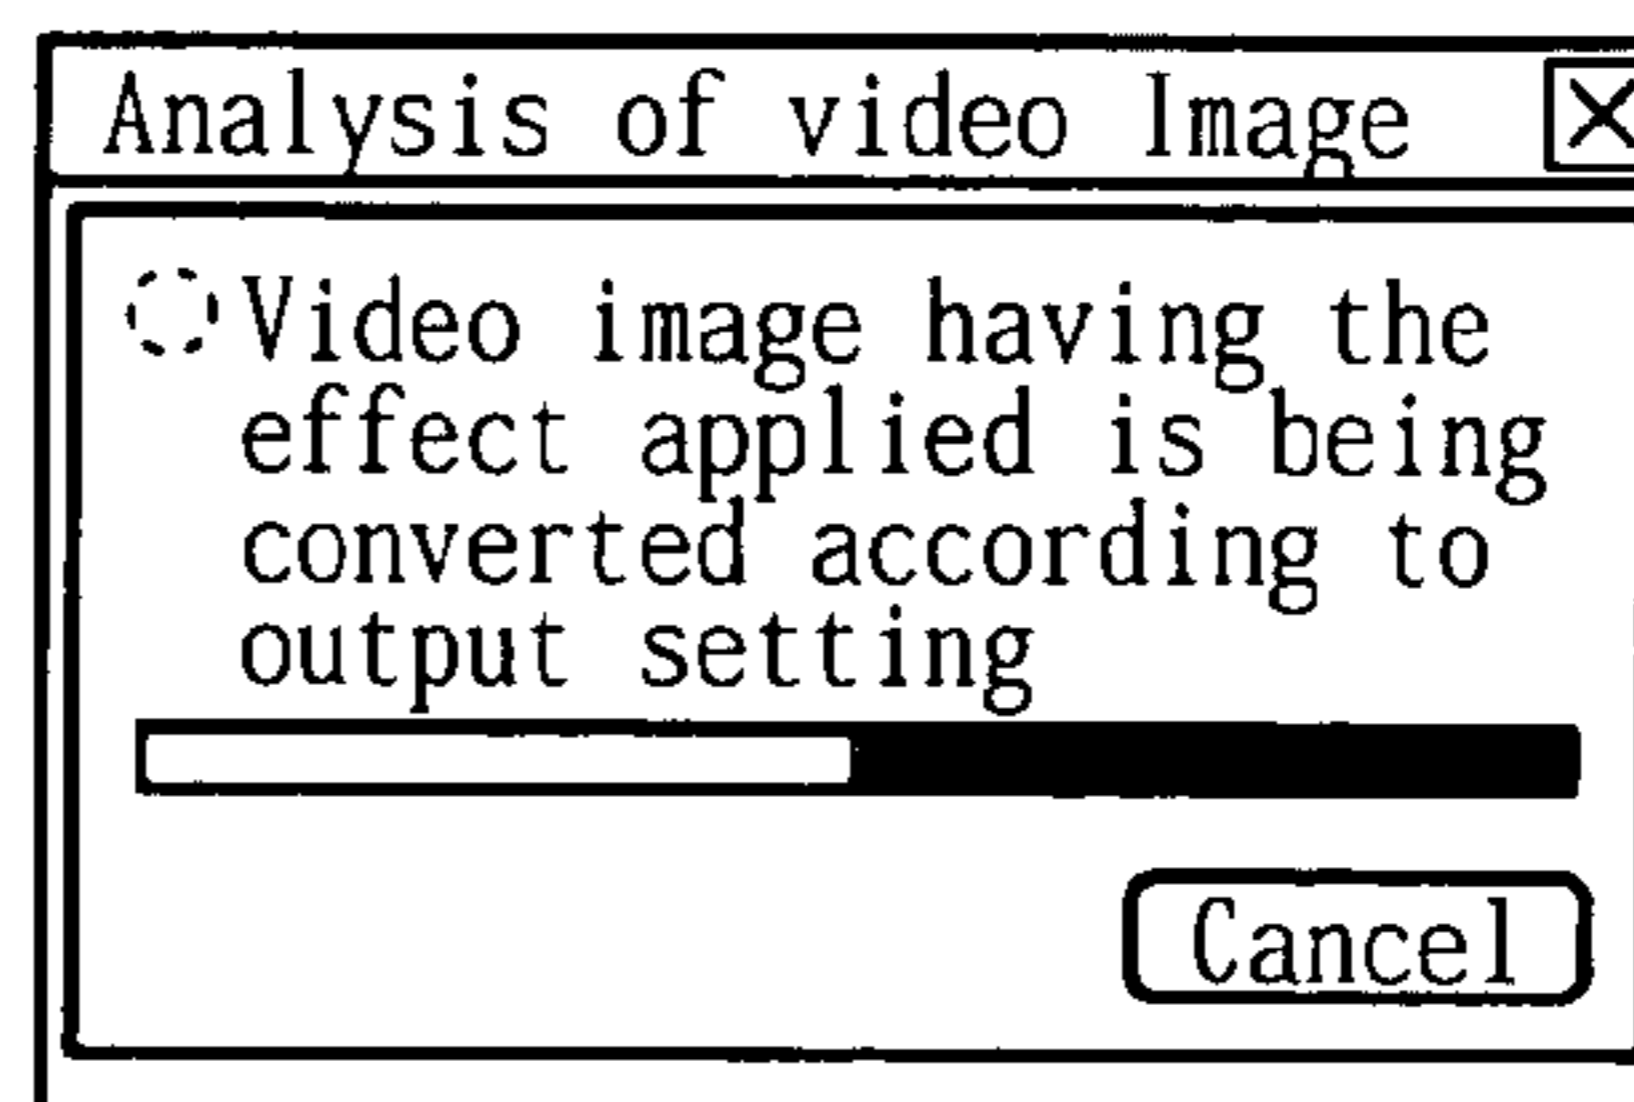 Analysis of video Image
Video image having the
effect applied is being
converted according to
output setting
Cancel